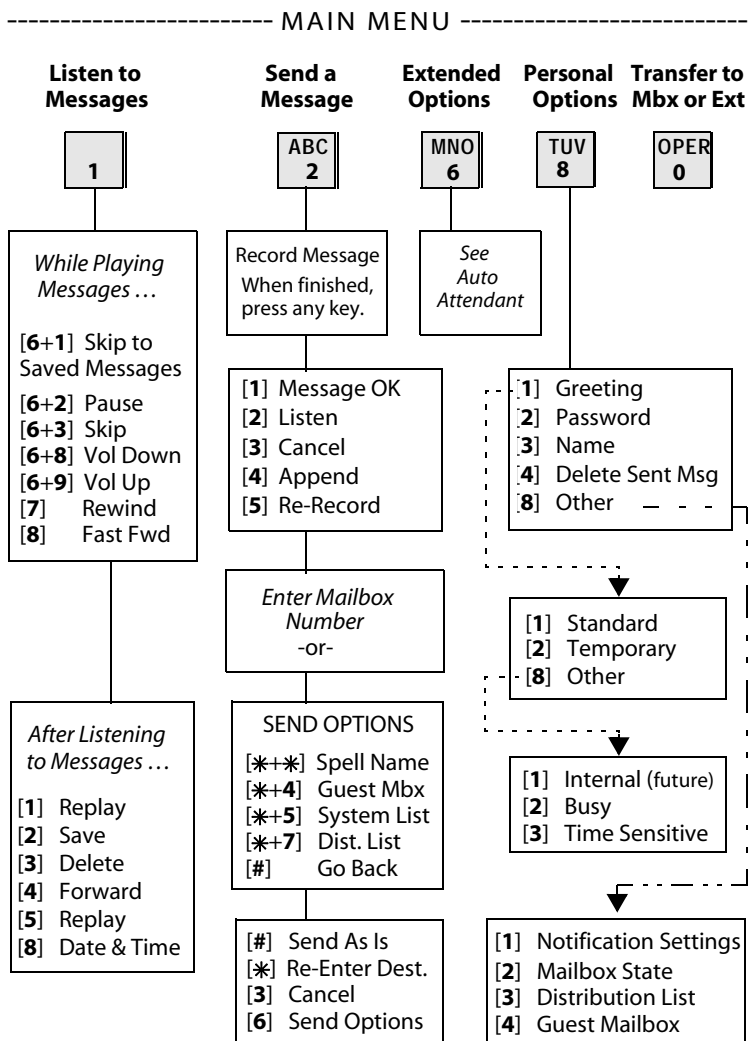 MAIN MENU
Listen to
Messages
Send a
Message
Extended
Options
Personal
Options
Transfer to
Mbx or Ext
1
ABC
2
MNO
6
TUV
8
OPER
0
While Playing
Messages …
[6+1] Skip to
Saved Messages
[6+2] Pause
[6+3] Skip
[6+8] Vol Down
[6+9] Vol Up
[7] Rewind
[8] Fast Fwd
After Listening
to Messages …
[1] Replay
[2] Save
[3] Delete
[4] Forward
[5] Replay
[8] Date & Time
Record Message
When finished,
press any key.
[1] Message OK
[2] Listen
[3] Cancel
[4] Append
[5] Re-Record
Enter Mailbox
Number
-or-
SEND OPTIONS
[*+*] Spell Name
[*+4] Guest Mbx
[*+5] System List
[*+7] Dist. List
[#] Go Back
[#] Send As Is
[*] Re-Enter Dest.
[3] Cancel
[6] Send Options
See
Auto
Attendant
[1] Greeting
[2] Password
[3] Name
[4] Delete Sent Msg
[8] Other
[1] Standard
[2] Temporary
[8] Other
[1] Internal (future)
[2] Busy
[3] Time Sensitive
[1] Notification Settings
[2] Mailbox State
[3] Distribution List
[4] Guest Mailbox